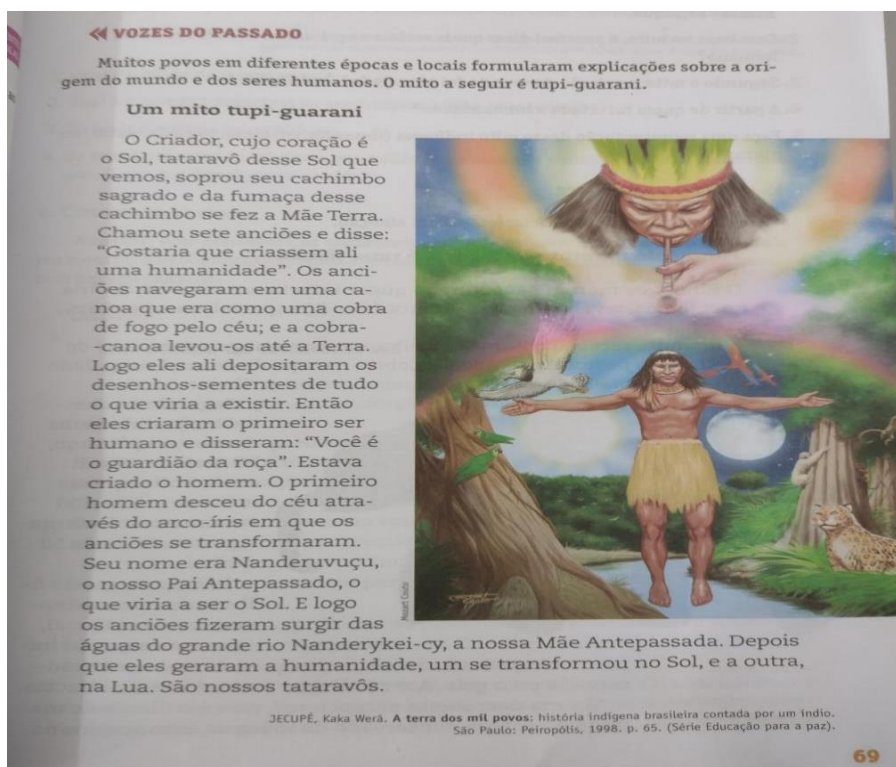 VOZES DO PASSADO
Muitos povos em diferentes épocas e locais formularam explicações sobre a ori-
gem do mundo e dos seres humanos. O mito a seguir é tupi-guarani.
Um mito tupi-guarani
O Criador, cujo coração é
o Sol, tataravô desse Sol que
vemos, soprou seu cachimbo
sagrado e da fumaça desse
cachimbo se fez a Mãe Terra.
Chamou sete anciões e disse:
“Gostaria que criassem ali
uma humanidade”. Os anci-
ões navegaram em uma ca-
noa que era como uma cobra
de fogo pelo céu; e a cobra-
-canoa levou-os até a Terra.
Logo eles ali depositaram os
desenhos-sementes de tudo
o que viria a existir. Então
eles criaram o primeiro ser
humano e disseram: “Você é
o guardião da roça”. Estava
criado o homem. O primeiro
homem desceu do céu atra-
vés do arco-íris em que os
anciões se transformaram.
Seu nome era Nanderuvuçu,
o nosso Pai Antepassado, o
que viria a ser o Sol. E logo
os anciões fizeram surgir das
águas do grande rio Nanderykei-cy, a nossa Mãe Antepassada. Depois
que eles geraram a humanidade, um se transformou no Sol, e a outra,
na Lua. São nossos tataravôs.
Mozart Couto
JECUPÉ, Kaka Werá. A terra dos mil povos: história indígena brasileira contada por um índio.
São Paulo: Peirópolis, 1998. p. 65. (Série Educação para a paz).
69